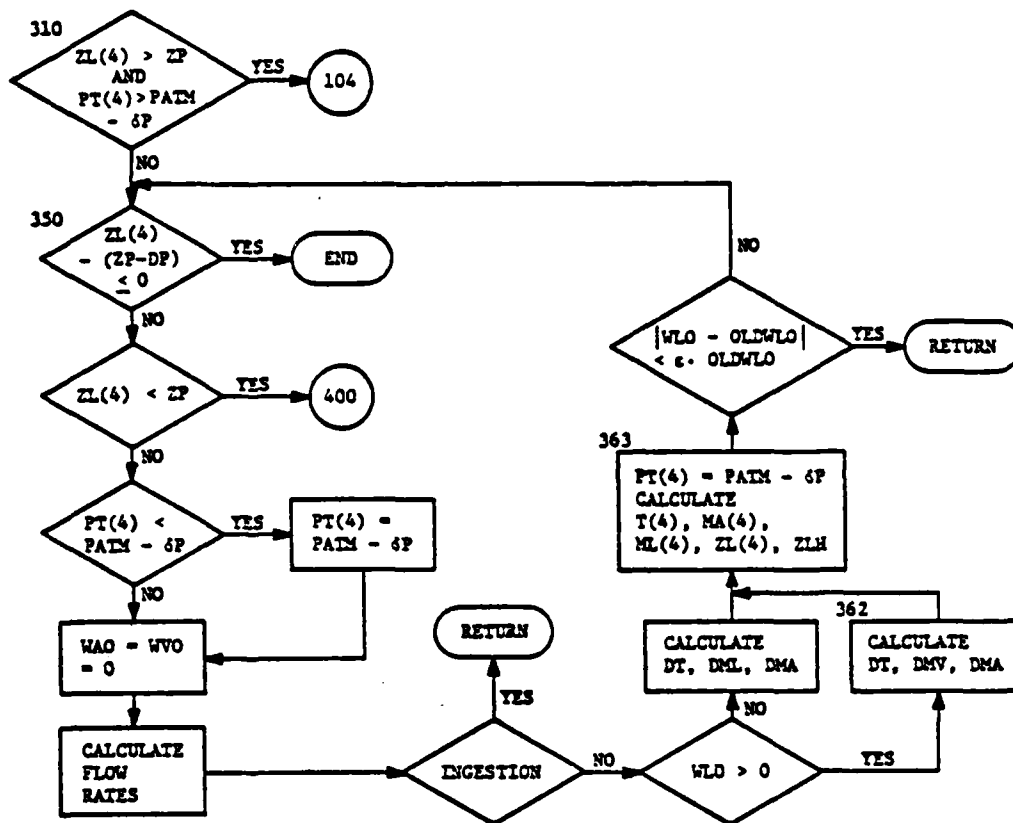 310
ZL(4) > ZP
AND
PT(4)>PATM
- δP
YES
104
NO
350
ZL(4)
- (ZP-DP)
≤ 0
YES
END
NO
ZL(4) < ZP
YES
400
NO
PT(4) <
PATM - δP
YES
PT(4) =
PATM - δP
NO
WAO = WVO
= 0
CALCULATE
FLOW
RATES
INGESTION
YES
RETURN
NO
WLO > 0
YES
NO
362
CALCULATE
DT, DMV, DMA
CALCULATE
DT, DML, DMA
363
PT(4) = PATM - δP
CALCULATE
T(4), MA(4),
ML(4), ZL(4), ZLH
|WLO - OLDWLO|
< ε. OLDWLO
YES
RETURN
NO